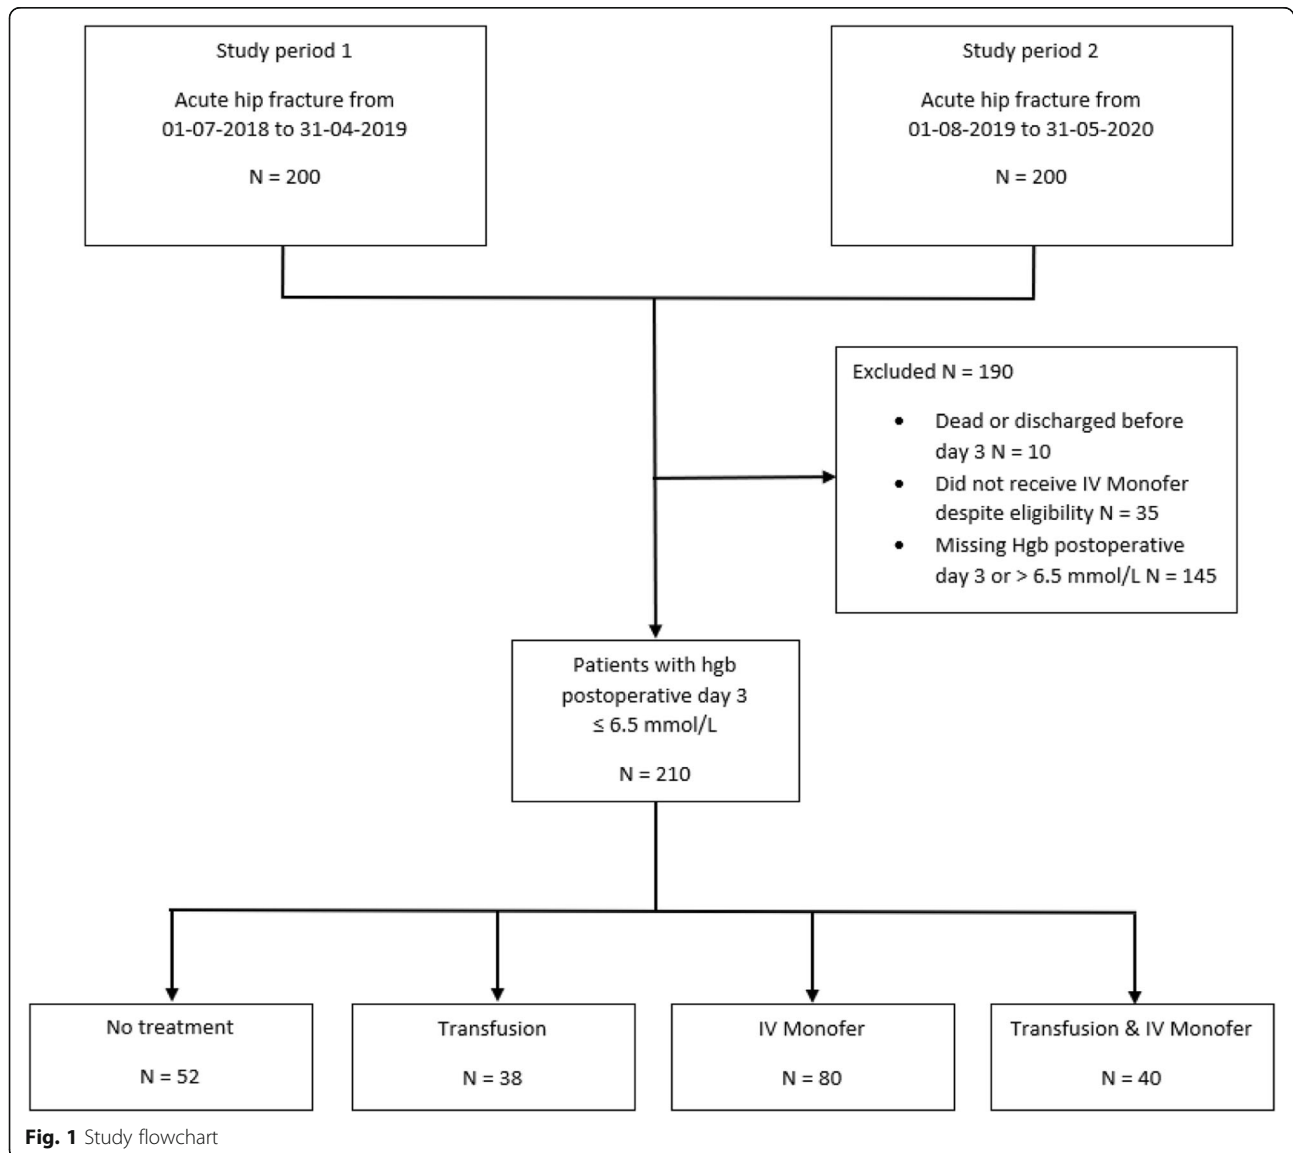 Study period 1
Acute hip fracture from
01-07-2018 to 31-04-2019
N = 200
Study period 2
Acute hip fracture from
01-08-2019 to 31-05-2020
N = 200
Excluded N = 190
• Dead or discharged before
day 3 N = 10
• Did not receive IV Monofer
despite eligibility N = 35
• Missing Hgb postoperative
day 3 or > 6.5 mmol/L N = 145
Patients with hgb
postoperative day 3
≤ 6.5 mmol/L
N = 210
No treatment
N = 52
Transfusion
N = 38
IV Monofer
N = 80
Transfusion & IV Monofer
N = 40
Fig. 1 Study flowchart